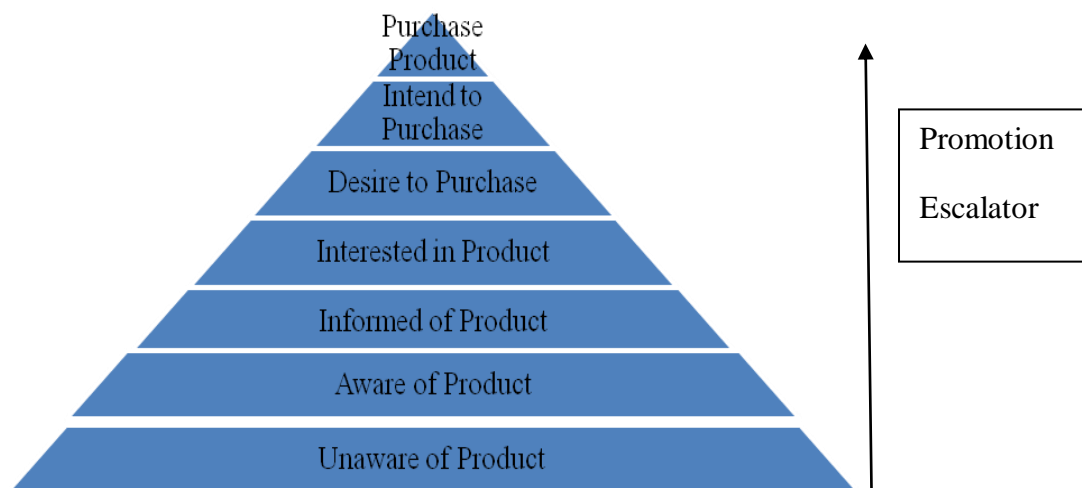 Purchase
Product
Intend to
Purchase
Desire to Purchase
Interested in Product
Informed of Product
Aware of Product
Unaware of Product
Promotion
Escalator